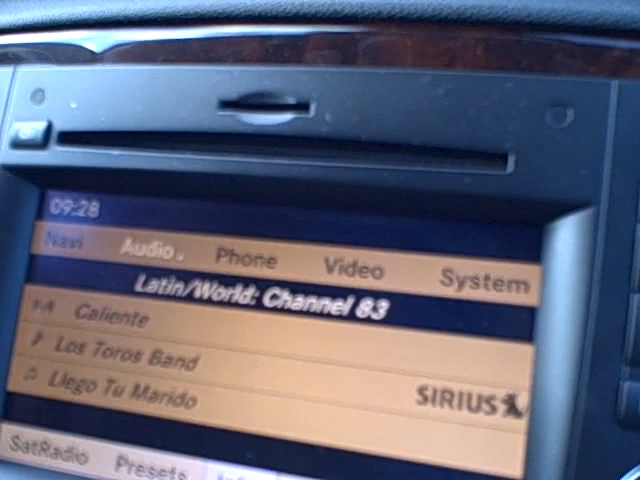 09:28
Navi Audio Phone Video System
Latin/World: Channel 83
Caliente
Los Toros Band
Llego Tu Marido
SIRIUS
SatRadio Presets